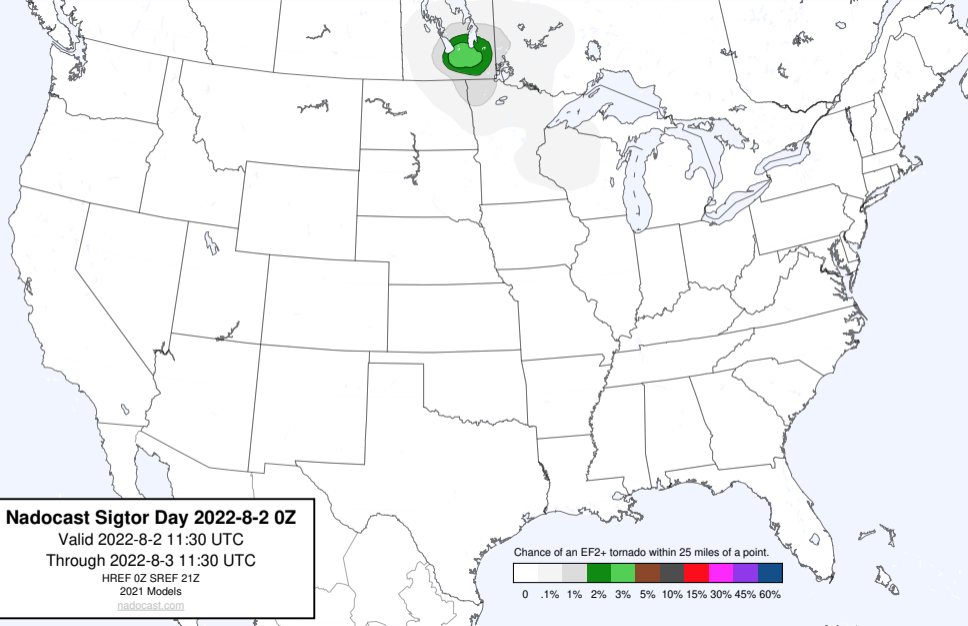 Nadocast Sigtor Day 2022-8-2 0Z
Valid 2022-8-2 11:30 UTC
Through 2022-8-3 11:30 UTC
HREF 0Z SREF 21Z
2021 Models
nadocast.com
Chance of an EF2+ tornado within 25 miles of a point.
0 .1% 1% 2% 3% 5% 10% 15% 30% 45% 60%